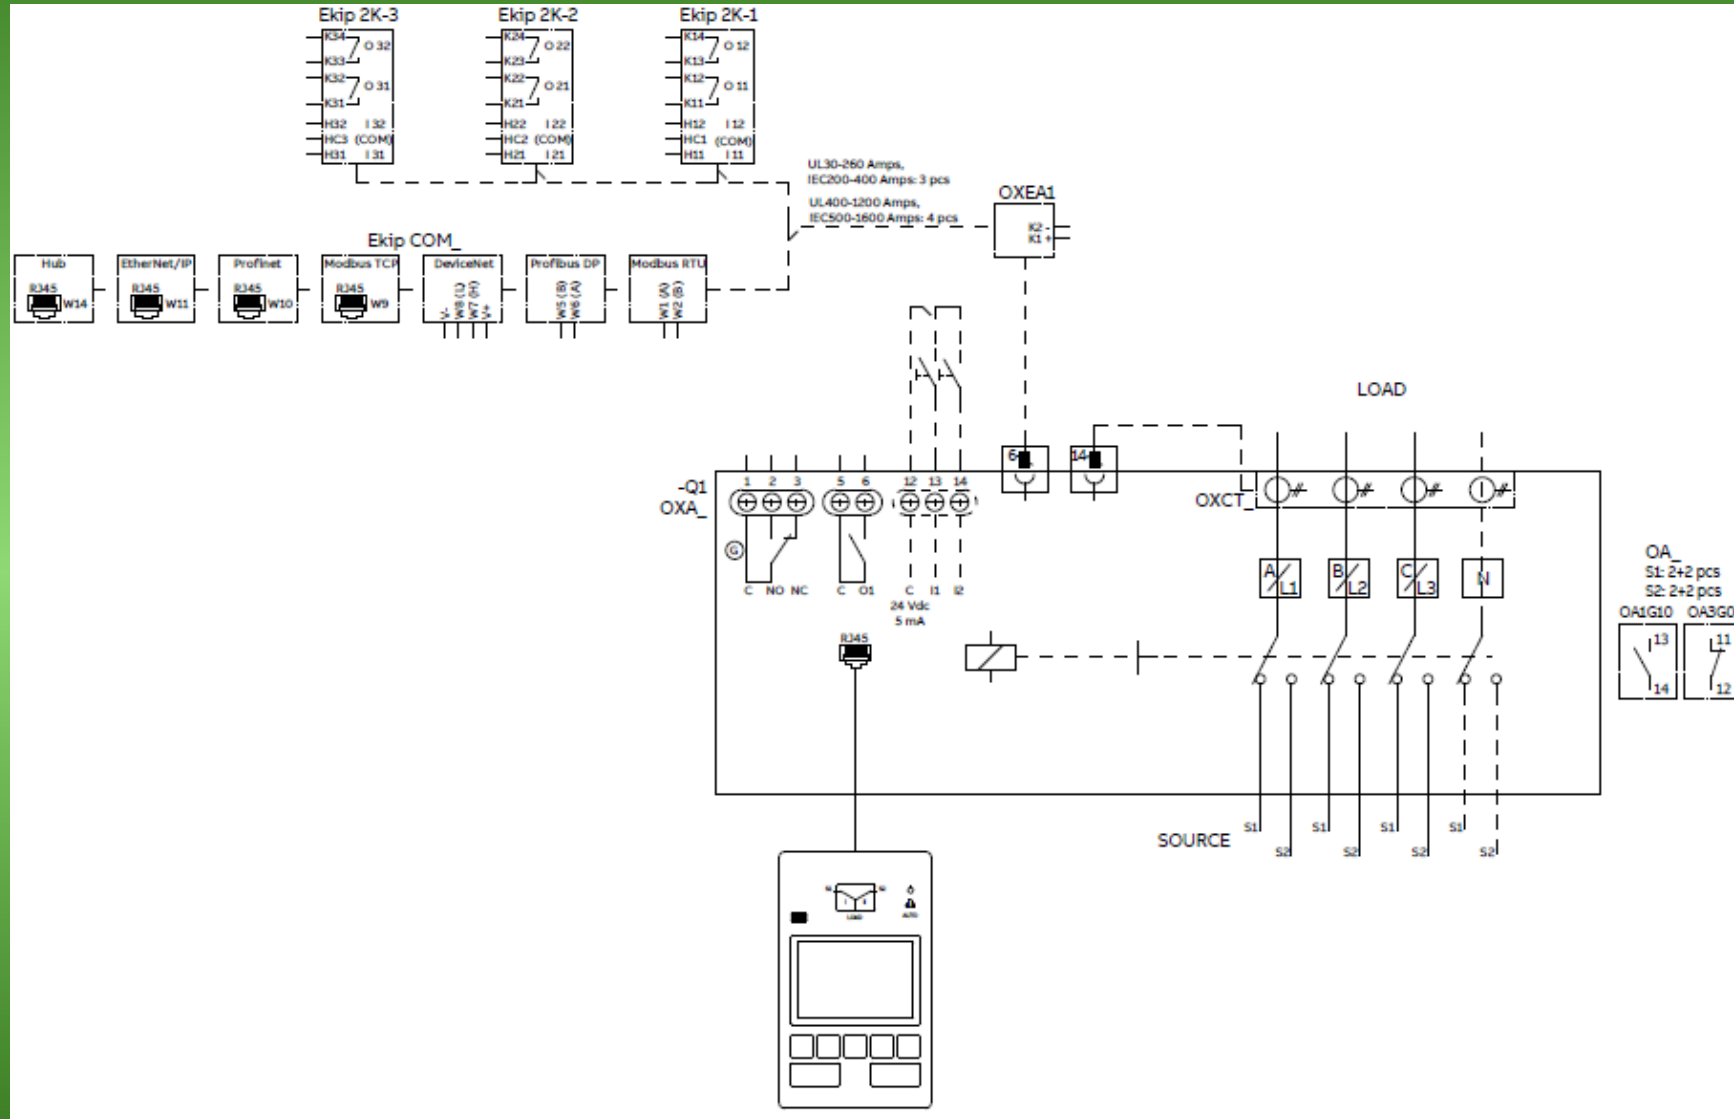 Ekip 2K-3
K34
O 32
K33
K32
O 31
K31
H32 I 32
HC3 (COM)
H31 I 31
Ekip 2K-2
K24
O 22
K23
K22
O 21
K21
H22 I 22
HC2 (COM)
H21 I 21
Ekip 2K-1
K14
O 12
K13
K12
O 11
K11
H12 I 12
HC1 (COM)
H11 I 11
UL30-260 Amps,
IEC200-400 Amps: 3 pcs
UL400-1200 Amps,
IEC500-1600 Amps: 4 pcs
OXEA1
K2 -
K1 +
Ekip COM_
Hub
RJ45
W14
EtherNet/IP
RJ45
W11
Profinet
RJ45
W10
Modbus TCP
RJ45
W9
DeviceNet
V-
W8 (L)
W7 (H)
V+
Profibus DP
W5 (B)
W6 (A)
Modbus RTU
W1 (A)
W2 (B)
LOAD
6
14
-Q1
OXA_
1 2 3 5 6 12 13 14
OXCT_
G
C NO NC C O1 C I1 I2
24 Vdc
5 mA
RJ45
A L1
B L2
C L3
N
OA_
S1: 2+2 pcs
S2: 2+2 pcs
OA1G10 OA3G0
13
14
11
12
SOURCE
S1 S1 S1 S1
S2 S2 S2 S2
LOAD
AUTO